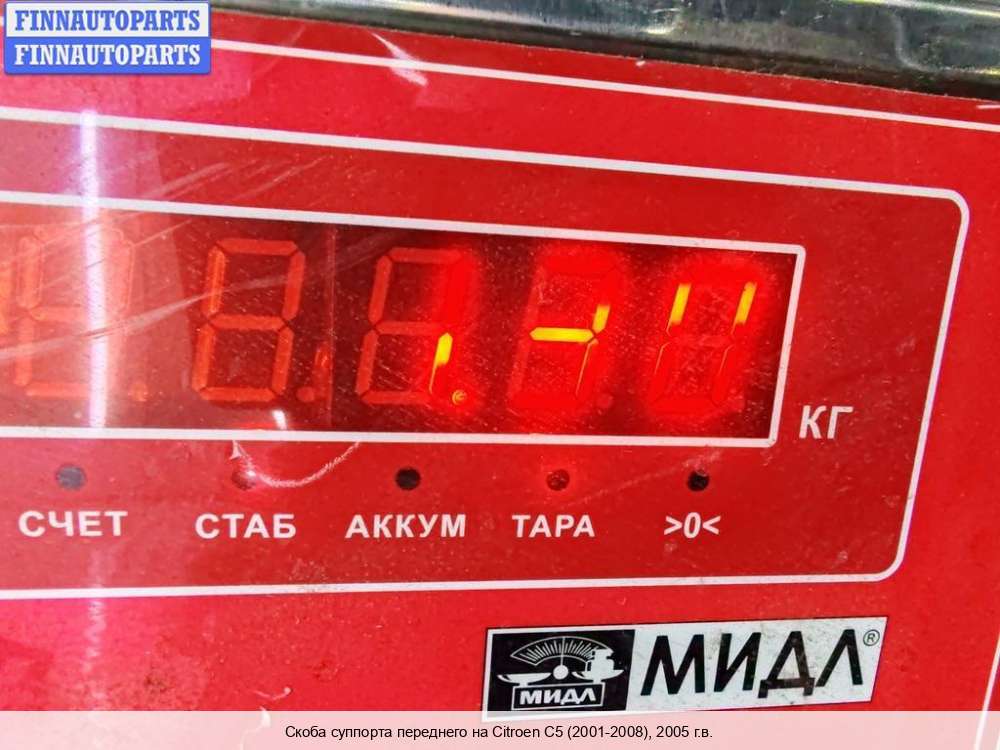 FINNAUTOPARTS
FINNAUTOPARTS
КГ
СЧЕТ СТАБ АККУМ ТАРА >0<
МИДЛ МИДЛ®
Скоба суппорта переднего на Citroen C5 (2001-2008), 2005 г.в.